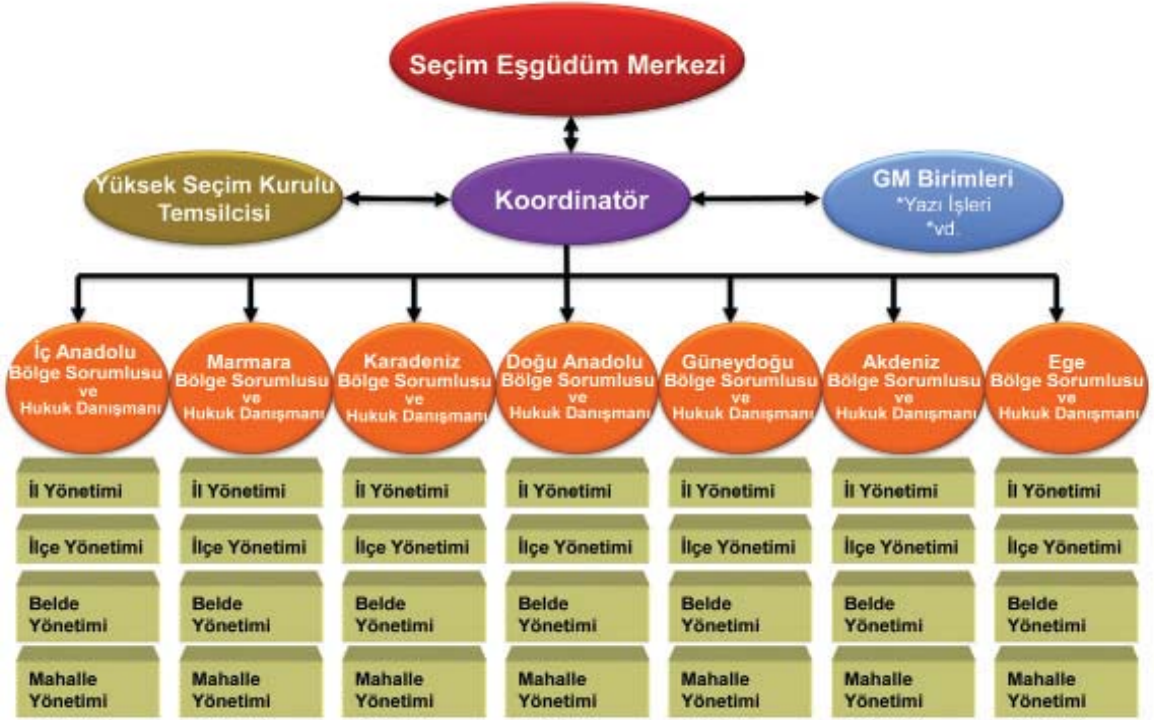 Seçim Eşgüdüm Merkezi
Yüksek Seçim Kurulu
Temsilcisi
Koordinatör
GM Birimleri
*Yazı İşleri
*vd.
İç Anadolu
Bölge Sorumlusu
ve
Hukuk Danışmanı
Marmara
Bölge Sorumlusu
ve
Hukuk Danışmanı
Karadeniz
Bölge Sorumlusu
ve
Hukuk Danışmanı
Doğu Anadolu
Bölge Sorumlusu
ve
Hukuk Danışmanı
Güneydoğu
Bölge Sorumlusu
ve
Hukuk Danışmanı
Akdeniz
Bölge Sorumlusu
ve
Hukuk Danışmanı
Ege
Bölge Sorumlusu
ve
Hukuk Danışmanı
İl Yönetimi
İl Yönetimi
İl Yönetimi
İl Yönetimi
İl Yönetimi
İl Yönetimi
İl Yönetimi
İlçe Yönetimi
İlçe Yönetimi
İlçe Yönetimi
İlçe Yönetimi
İlçe Yönetimi
İlçe Yönetimi
İlçe Yönetimi
Belde
Yönetimi
Belde
Yönetimi
Belde
Yönetimi
Belde
Yönetimi
Belde
Yönetimi
Belde
Yönetimi
Belde
Yönetimi
Mahalle
Yönetimi
Mahalle
Yönetimi
Mahalle
Yönetimi
Mahalle
Yönetimi
Mahalle
Yönetimi
Mahalle
Yönetimi
Mahalle
Yönetimi